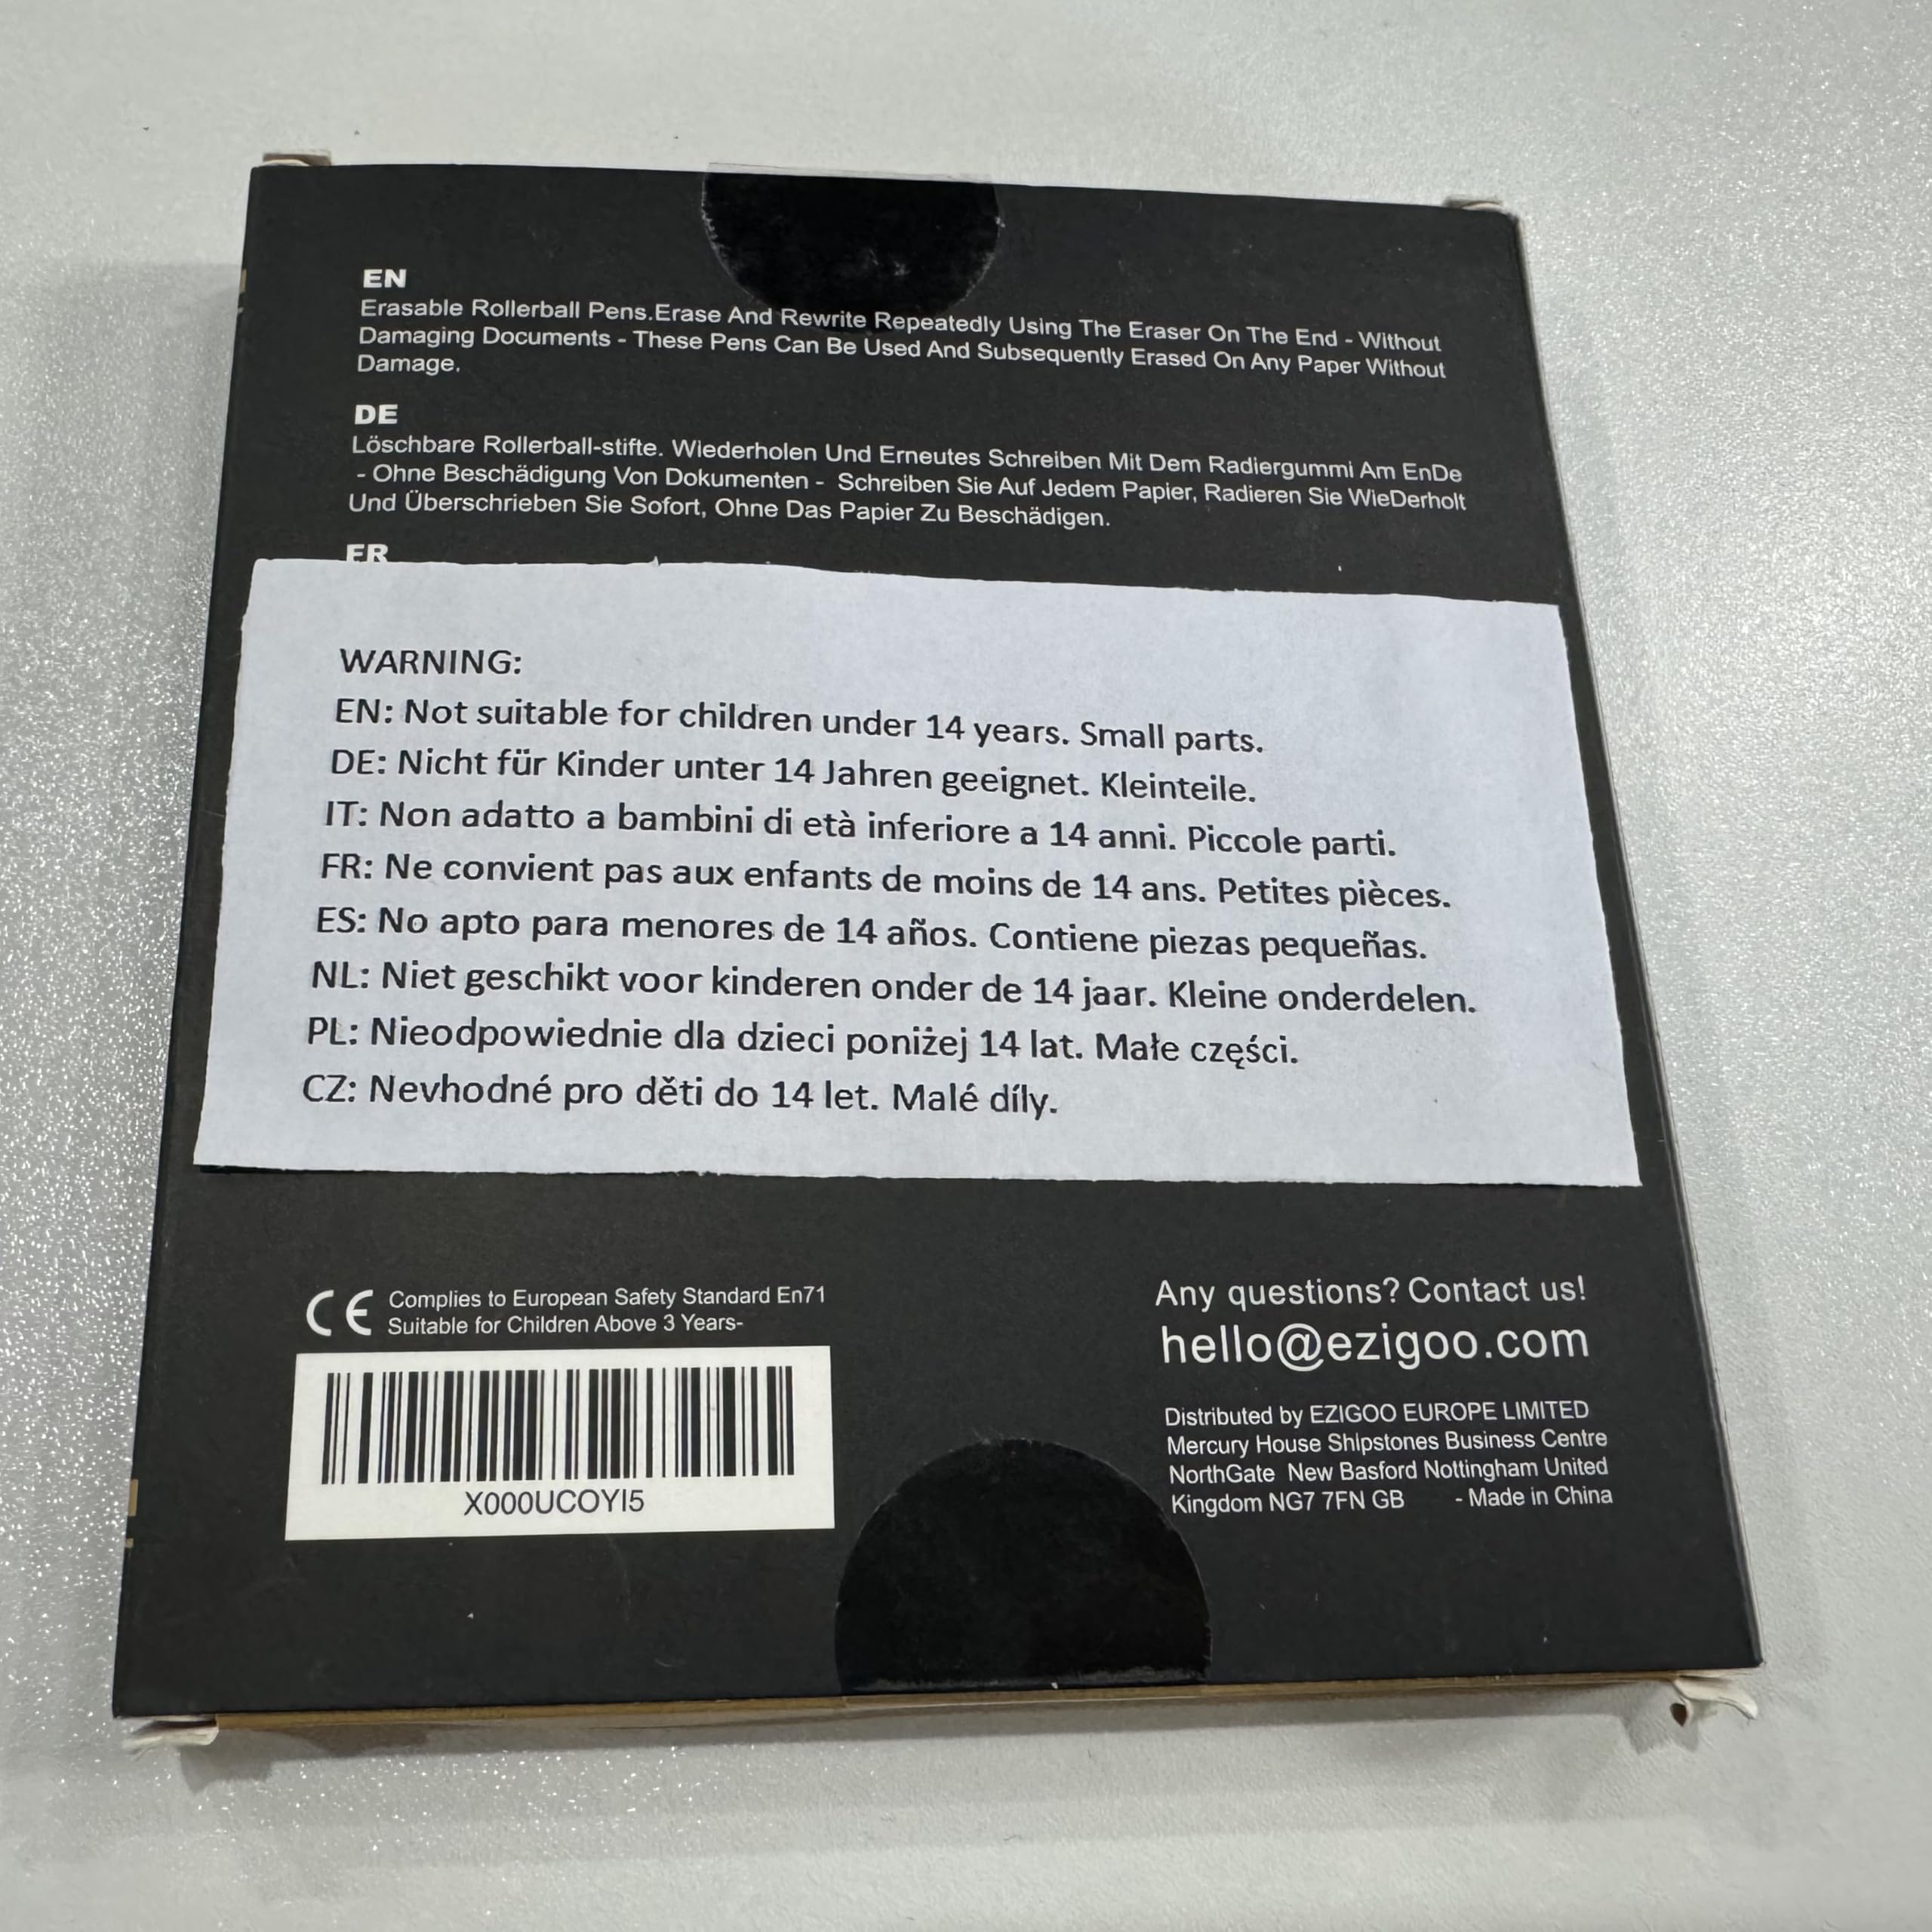 EN
Erasable Rollerball Pens.Erase And Rewrite Repeatedly Using The Eraser On The End - Without
Damaging Documents - These Pens Can Be Used And Subsequently Erased On Any Paper Without
Damage.
DE
Löschbare Rollerball-stifte. Wiederholen Und Erneutes Schreiben Mit Dem Radiergummi Am EnDe
- Ohne Beschädigung Von Dokumenten - Schreiben Sie Auf Jedem Papier, Radieren Sie WieDerholt
Und Überschrieben Sie Sofort, Ohne Das Papier Zu Beschädigen.
FR
WARNING:
EN: Not suitable for children under 14 years. Small parts.
DE: Nicht für Kinder unter 14 Jahren geeignet. Kleinteile.
IT: Non adatto a bambini di età inferiore a 14 anni. Piccole parti.
FR: Ne convient pas aux enfants de moins de 14 ans. Petites pièces.
ES: No apto para menores de 14 años. Contiene piezas pequeñas.
NL: Niet geschikt voor kinderen onder de 14 jaar. Kleine onderdelen.
PL: Nieodpowiednie dla dzieci poniżej 14 lat. Małe części.
CZ: Nevhodné pro děti do 14 let. Malé díly.
CE Complies to European Safety Standard En71
Suitable for Children Above 3 Years-
X000UCOYI5
Any questions? Contact us!
hello@ezigoo.com
Distributed by EZIGOO EUROPE LIMITED
Mercury House Shipstones Business Centre
NorthGate New Basford Nottingham United
Kingdom NG7 7FN GB - Made in China